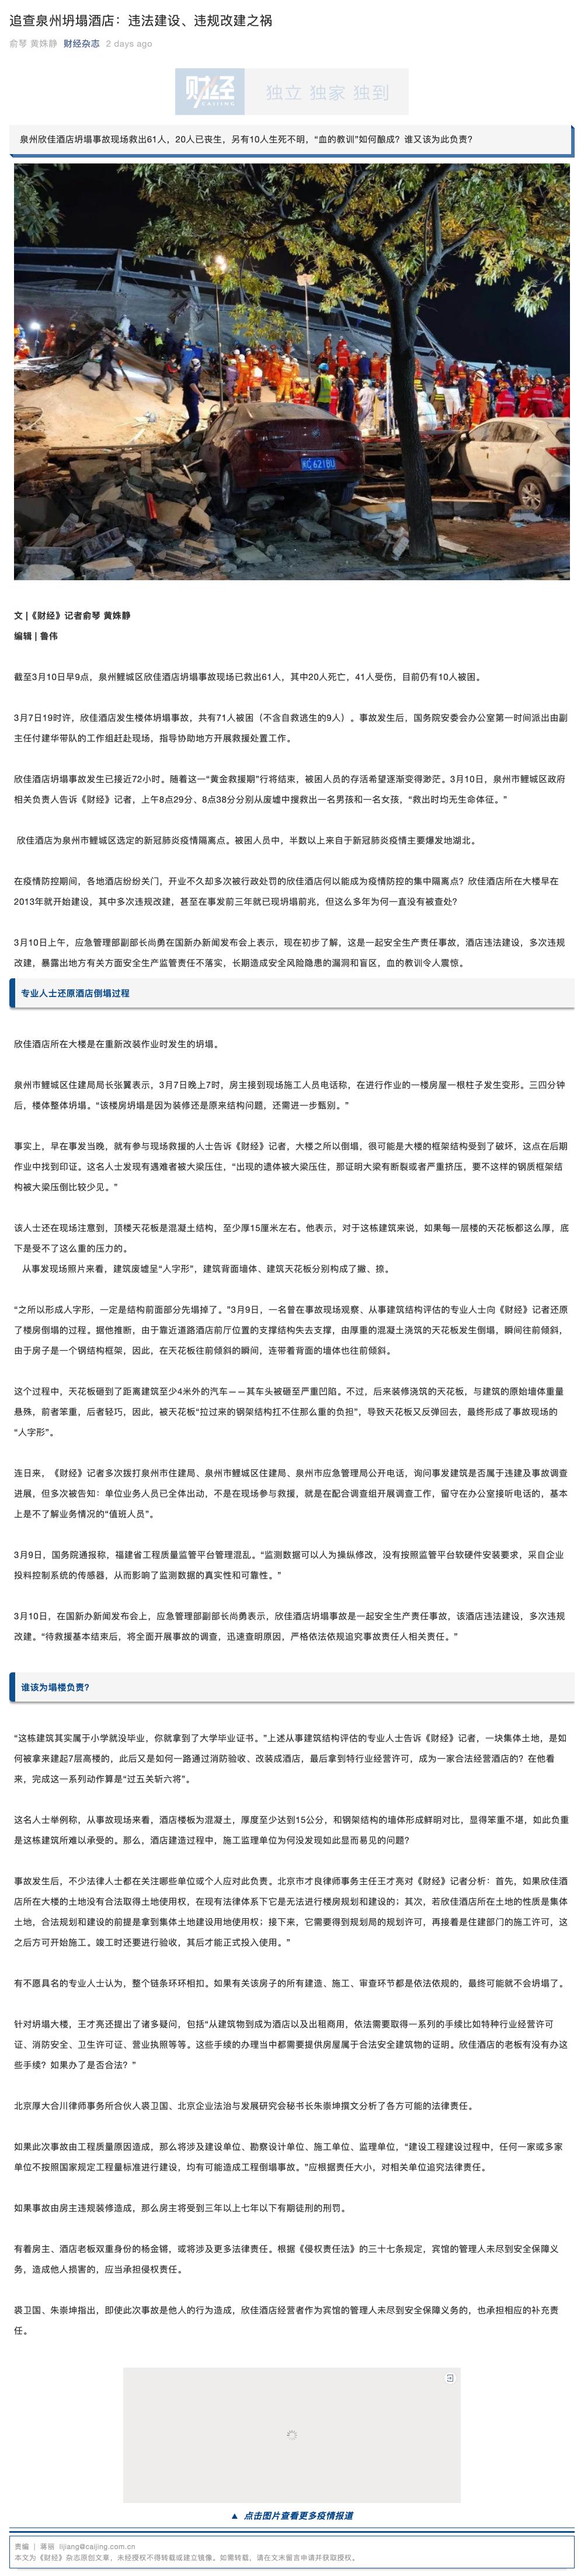 追查泉州坍塌酒店：违法建设、违规改建之祸
俞琴 黄姝静 财经杂志 2 days ago
财经
CAIJING
独立 独家 独到
泉州欣佳酒店坍塌事故现场救出61人，20人已丧生，另有10人生死不明，“血的教训”如何酿成？谁又该为此负责？
文 |《财经》记者俞琴 黄姝静
编辑 | 鲁伟
截至3月10日早9点，泉州鲤城区欣佳酒店坍塌事故现场已救出61人，其中20人死亡，41人受伤，目前仍有10人被困。
3月7日19时许，欣佳酒店发生楼体坍塌事故，共有71人被困（不含自救逃生的9人）。事故发生后，国务院安委会办公室第一时间派出由副
主任付建华带队的工作组赶赴现场，指导协助地方开展救援处置工作。
欣佳酒店坍塌事故发生已接近72小时。随着这一“黄金救援期”行将结束，被困人员的存活希望逐渐变得渺茫。3月10日，泉州市鲤城区政府
相关负责人告诉《财经》记者，上午8点29分、8点38分分别从废墟中搜救出一名男孩和一名女孩，“救出时均无生命体征。”
欣佳酒店为泉州市鲤城区选定的新冠肺炎疫情隔离点。被困人员中，半数以上来自于新冠肺炎疫情主要爆发地湖北。
在疫情防控期间，各地酒店纷纷关门，开业不久却多次被行政处罚的欣佳酒店何以能成为疫情防控的集中隔离点？欣佳酒店所在大楼早在
2013年就开始建设，其中多次违规改建，甚至在事发前三年就已现坍塌前兆，但这么多年为何一直没有被查处？
3月10日上午，应急管理部副部长尚勇在国新办新闻发布会上表示，现在初步了解，这是一起安全生产责任事故，酒店违法建设，多次违规
改建，暴露出地方有关方面安全生产监管责任不落实，长期造成安全风险隐患的漏洞和盲区，血的教训令人震惊。
专业人士还原酒店倒塌过程
欣佳酒店所在大楼是在重新改装作业时发生的坍塌。
泉州市鲤城区住建局局长张翼表示，3月7日晚上7时，房主接到现场施工人员电话称，在进行作业的一楼房屋一根柱子发生变形。三四分钟
后，楼体整体坍塌。“该楼房坍塌是因为装修还是原来结构问题，还需进一步甄别。”
事实上，早在事发当晚，就有参与现场救援的人士告诉《财经》记者，大楼之所以倒塌，很可能是大楼的框架结构受到了破坏，这点在后期
作业中找到印证。这名人士发现有遇难者被大梁压住，“出现的遗体被大梁压住，那证明大梁有断裂或者严重挤压，要不这样的钢质框架结
构被大梁压倒比较少见。”
该人士还在现场注意到，顶楼天花板是混凝土结构，至少厚15厘米左右。他表示，对于这栋建筑来说，如果每一层楼的天花板都这么厚，底
下是受不了这么重的压力的。
从事发现场照片来看，建筑废墟呈“人字形”，建筑背面墙体、建筑天花板分别构成了撇、捺。
“之所以形成人字形，一定是结构前面部分先塌掉了。”3月9日，一名曾在事故现场观察、从事建筑结构评估的专业人士向《财经》记者还原
了楼房倒塌的过程。据他推断，由于靠近道路酒店前厅位置的支撑结构失去支撑，由厚重的混凝土浇筑的天花板发生倒塌，瞬间往前倾斜，
由于房子是一个钢结构框架，因此，在天花板往前倾斜的瞬间，连带着背面的墙体也往前倾斜。
这个过程中，天花板砸到了距离建筑至少4米外的汽车——其车头被砸至严重凹陷。不过，后来装修浇筑的天花板，与建筑的原始墙体重量
悬殊，前者笨重，后者轻巧，因此，被天花板“拉过来的钢架结构扛不住那么重的负担”，导致天花板又反弹回去，最终形成了事故现场的
“人字形”。
连日来，《财经》记者多次拨打泉州市住建局、泉州市鲤城区住建局、泉州市应急管理局公开电话，询问事发建筑是否属于违建及事故调查
进展，但多次被告知：单位业务人员已全体出动，不是在现场参与救援，就是在配合调查组开展调查工作，留守在办公室接听电话的，基本
上是不了解业务情况的“值班人员”。
3月9日，国务院通报称，福建省工程质量监管平台管理混乱。“监测数据可以人为操纵修改，没有按照监管平台软硬件安装要求，采自企业
投料控制系统的传感器，从而影响了监测数据的真实性和可靠性。”
3月10日，在国新办新闻发布会上，应急管理部副部长尚勇表示，欣佳酒店坍塌事故是一起安全生产责任事故，该酒店违法建设，多次违规
改建。“待救援基本结束后，将全面开展事故的调查，迅速查明原因，严格依法依规追究事故责任人相关责任。”
谁该为塌楼负责？
“这栋建筑其实属于小学就没毕业，你就拿到了大学毕业证书。”上述从事建筑结构评估的专业人士告诉《财经》记者，一块集体土地，是如
何被拿来建起7层高楼的，此后又是如何一路通过消防验收、改装成酒店，最后拿到特行业经营许可，成为一家合法经营酒店的？在他看
来，完成这一系列动作算是“过五关斩六将”。
这名人士举例称，从事故现场来看，酒店楼板为混凝土，厚度至少达到15公分，和钢架结构的墙体形成鲜明对比，显得笨重不堪，如此负重
是这栋建筑所难以承受的。那么，酒店建造过程中，施工监理单位为何没发现如此显而易见的问题？
事故发生后，不少法律人士都在关注哪些单位或个人应对此负责。北京市才良律师事务主任王才亮对《财经》记者分析：首先，如果欣佳酒
店所在大楼的土地没有合法取得土地使用权，在现有法律体系下它是无法进行楼房规划和建设的；其次，若欣佳酒店所在土地的性质是集体
土地，合法规划和建设的前提是拿到集体土地建设用地使用权；接下来，它需要得到规划局的规划许可，再接着是住建部门的施工许可，这
之后方可开始施工。竣工时还要进行验收，其后才能正式投入使用。”
有不愿具名的专业人士认为，整个链条环环相扣。如果有关该房子的所有建造、施工、审查环节都是依法依规的，最终可能就不会坍塌了。
针对坍塌大楼，王才亮还提出了诸多疑问，包括“从建筑物到成为酒店以及出租商用，依法需要取得一系列的手续比如特种行业经营许可
证、消防安全、卫生许可证、营业执照等等。这些手续的办理当中都需要提供房屋属于合法安全建筑物的证明。欣佳酒店的老板有没有办这
些手续？如果办了是否合法？”
北京厚大合川律师事务所合伙人裘卫国、北京企业法治与发展研究会秘书长朱崇坤撰文分析了各方可能的法律责任。
如果此次事故由工程质量原因造成，那么将涉及建设单位、勘察设计单位、施工单位、监理单位，“建设工程建设过程中，任何一家或多家
单位不按照国家规定工程量标准进行建设，均有可能造成工程倒塌事故。”应根据责任大小，对相关单位追究法律责任。
如果事故由房主违规装修造成，那么房主将受到三年以上七年以下有期徒刑的刑罚。
有着房主、酒店老板双重身份的杨金锵，或将涉及更多法律责任。根据《侵权责任法》的三十七条规定，宾馆的管理人未尽到安全保障义
务，造成他人损害的，应当承担侵权责任。
裘卫国、朱崇坤指出，即使此次事故是他人的行为造成，欣佳酒店经营者作为宾馆的管理人未尽到安全保障义务的，也承担相应的补充责
任。
▲ 点击图片查看更多疫情报道
责编 | 蒋丽 lijiang@caijing.com.cn
本文为《财经》杂志原创文章，未经授权不得转载或建立镜像。如需转载，请在文末留言申请并获取授权。